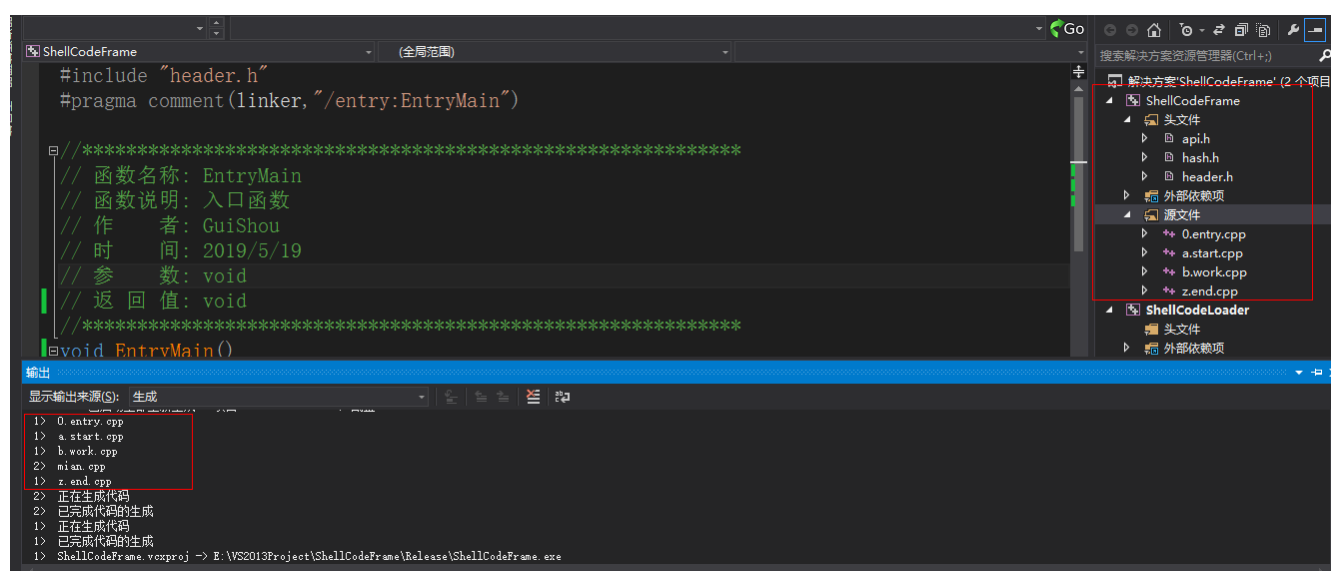 Go
ShellCodeFrame
(全局范围)
#include "header.h"
#pragma comment(linker,"/entry:EntryMain")
//************************************************************
// 函数名称: EntryMain
// 函数说明: 入口函数
// 作    者: GuiShou
// 时    间: 2019/5/19
// 参    数: void
// 返 回 值: void
//************************************************************
void EntryMain()
搜索解决方案资源管理器(Ctrl+;)
解决方案'ShellCodeFrame' (2 个项目
ShellCodeFrame
头文件
api.h
hash.h
header.h
外部依赖项
源文件
0.entry.cpp
a.start.cpp
b.work.cpp
z.end.cpp
ShellCodeLoader
头文件
外部依赖项
输出
显示输出来源(S): 生成
1> 0.entry.cpp
1> a.start.cpp
1> b.work.cpp
2> mian.cpp
1> z.end.cpp
2> 正在生成代码
2> 已完成代码的生成
1> 正在生成代码
1> 已完成代码的生成
1> ShellCodeFrame.vcxproj -> E:\VS2013Project\ShellCodeFrame\Release\ShellCodeFrame.exe